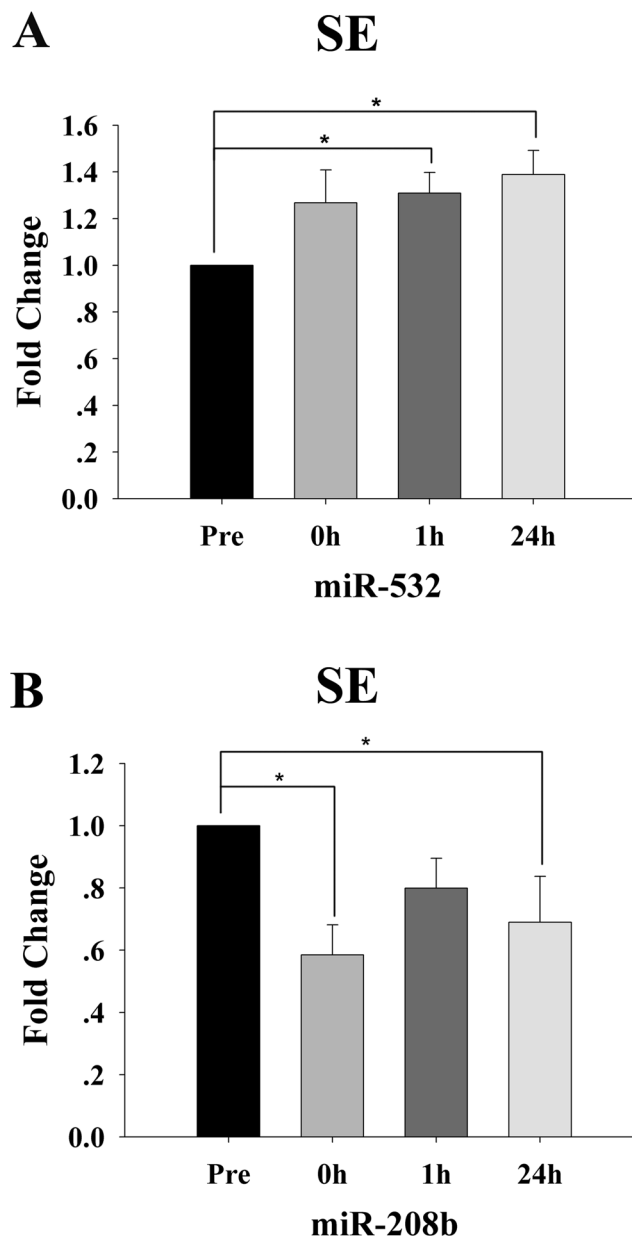 A SE
*
*
1.6
1.4
1.2
1.0
.8
.6
.4
.2
0.0
Fold Change
Pre 0h 1h 24h
miR-532
B SE
*
*
1.2
1.0
.8
.6
.4
.2
0.0
Fold Change
Pre 0h 1h 24h
miR-208b